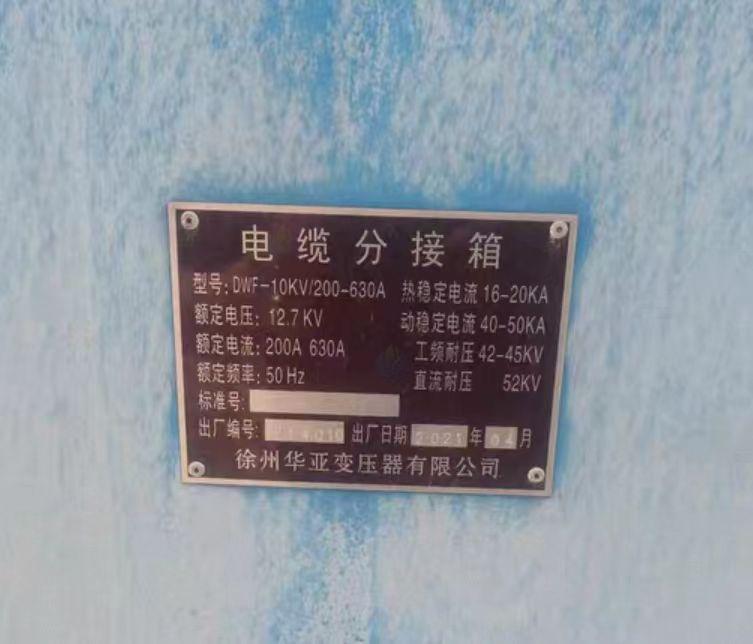 电缆分接箱
型号: DWF-10KV/200-630A 热稳定电流 16-20KA
额定电压: 12.7 KV 动稳定电流 40-50KA
额定电流: 200A 630A 工频耐压 42-45KV
额定频率: 50 Hz 直流耐压 52KV
标准号:
出厂编号: 出厂日期 2021 年 04 月
徐州华亚变压器有限公司